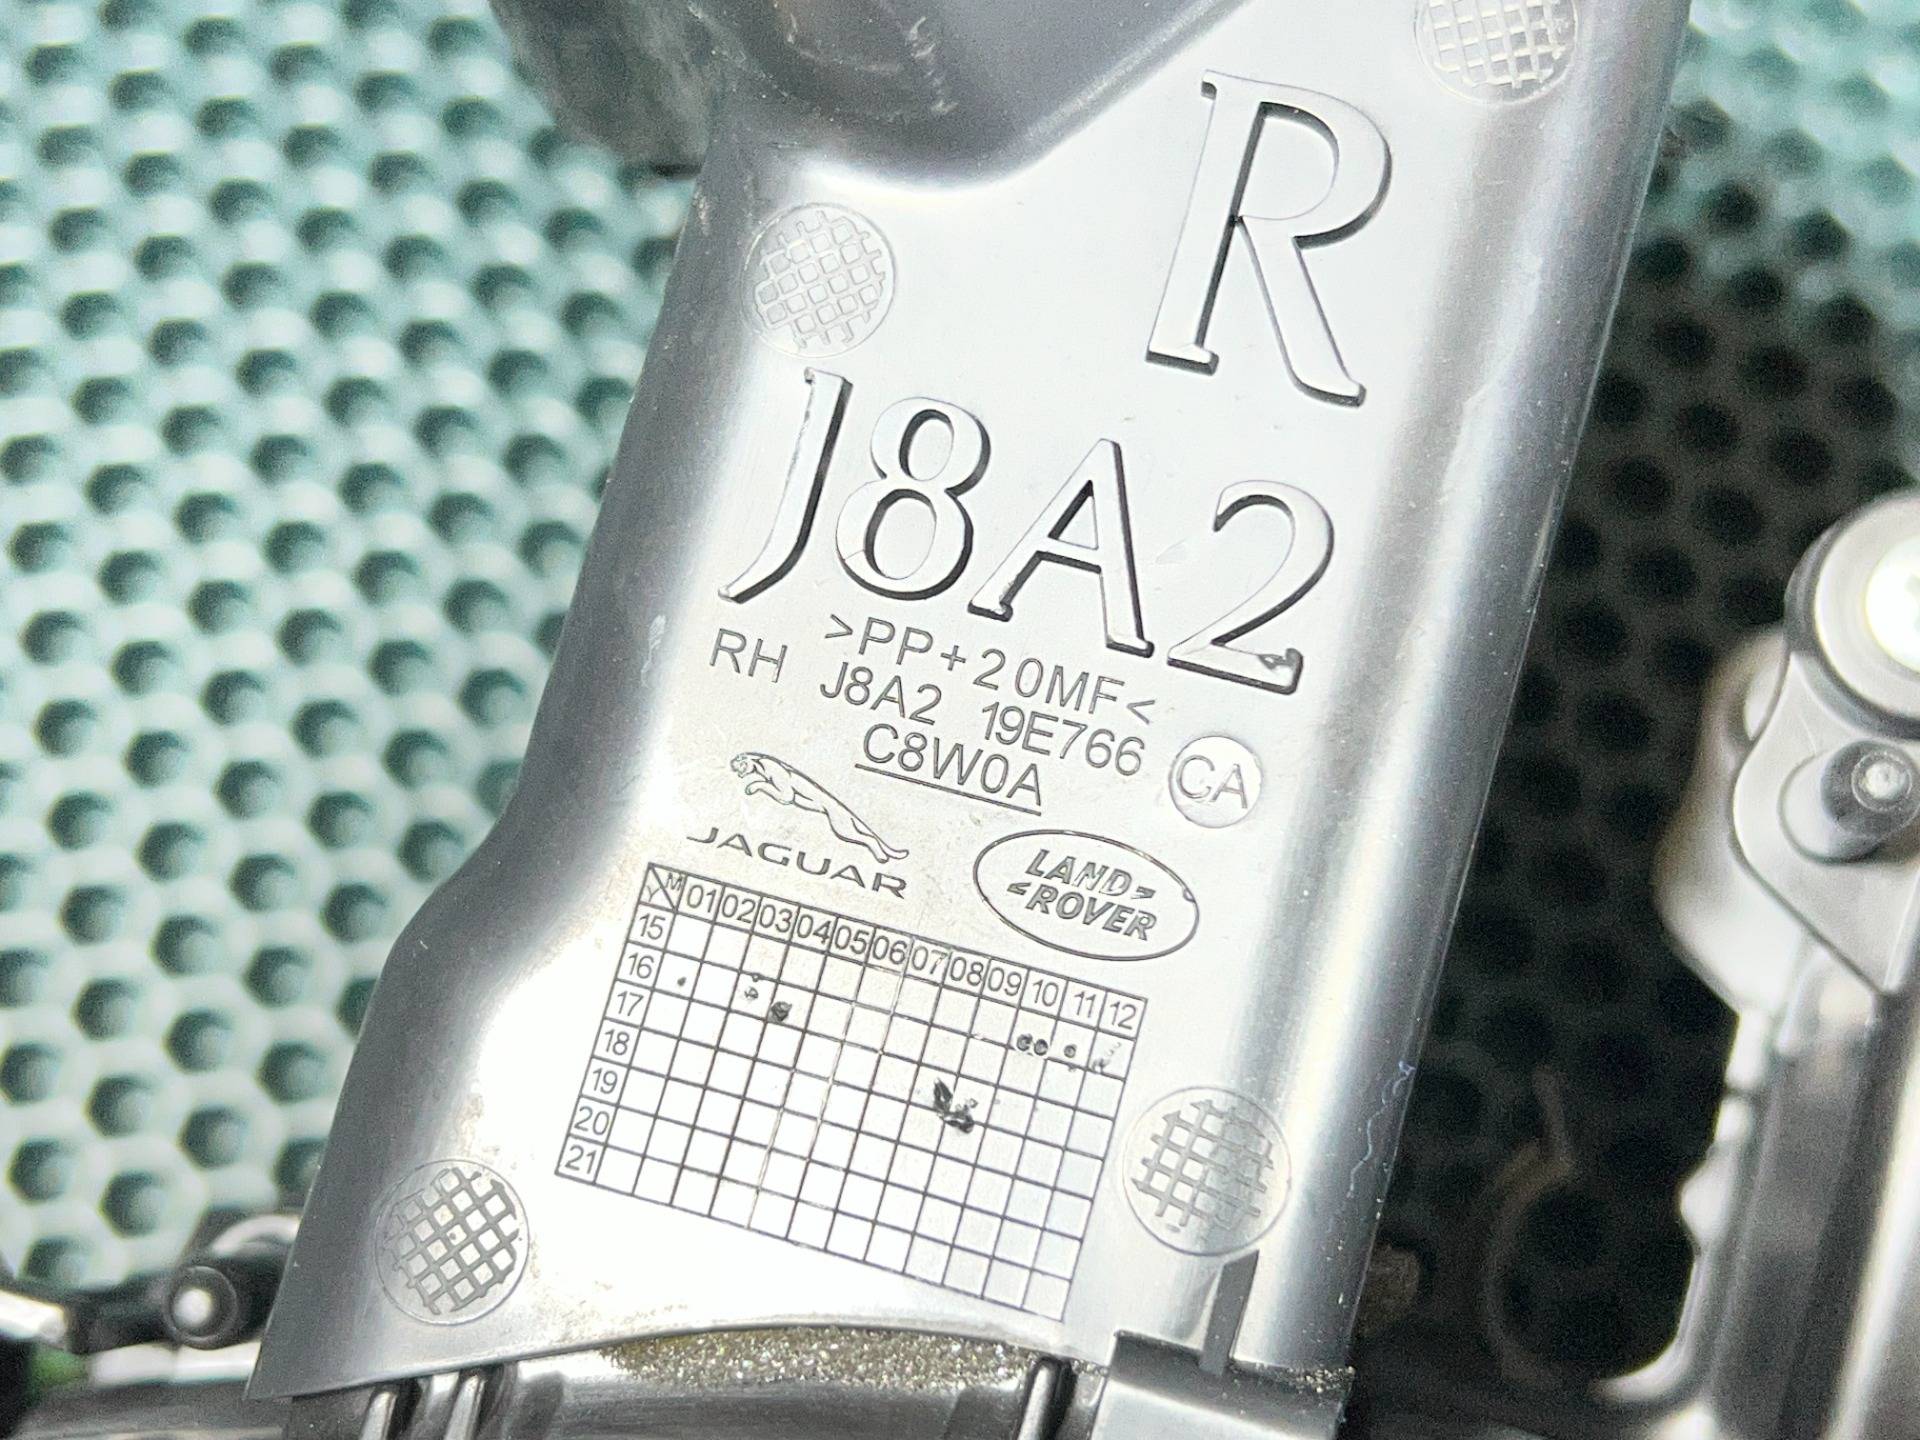 R
J8A2
>PP+20MF<
RH J8A2 19E766 CA
C8W0A
JAGUAR
LAND
ROVER
Y M 01 02 03 04 05 06 07 08 09 10 11 12
15
16
17
18
19
20
21